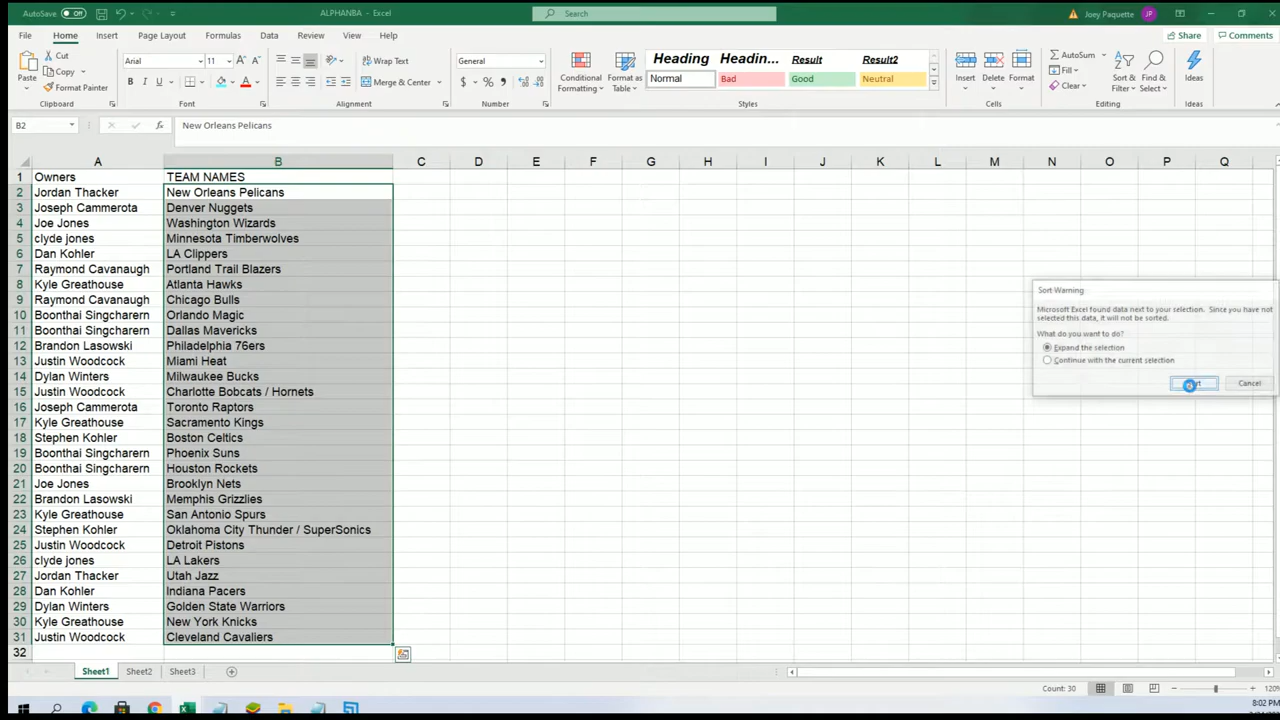 AutoSave Off ALPHANBA - Excel Search Joey Paquette JP
File Home Insert Page Layout Formulas Data Review View Help Share Comments
Paste Cut Copy Format Painter Clipboard
Arial 11 B I U Font
Wrap Text Merge & Center Alignment
General $ % Number
Conditional Formatting Format as Table
Heading Headin... Result Result2
Normal Bad Good Neutral Styles
Insert Delete Format Cells
AutoSum Fill Clear Sort & Filter Find & Select Editing
Ideas Ideas
B2 fx New Orleans Pelicans
A B C D E F G H I J K L M N O P Q
1 Owners TEAM NAMES
2 Jordan Thacker New Orleans Pelicans
3 Joseph Cammerota Denver Nuggets
4 Joe Jones Washington Wizards
5 clyde jones Minnesota Timberwolves
6 Dan Kohler LA Clippers
7 Raymond Cavanaugh Portland Trail Blazers
8 Kyle Greathouse Atlanta Hawks
9 Raymond Cavanaugh Chicago Bulls
10 Boonthai Singcharern Orlando Magic
11 Boonthai Singcharern Dallas Mavericks
12 Brandon Lasowski Philadelphia 76ers
13 Justin Woodcock Miami Heat
14 Dylan Winters Milwaukee Bucks
15 Justin Woodcock Charlotte Bobcats / Hornets
16 Joseph Cammerota Toronto Raptors
17 Kyle Greathouse Sacramento Kings
18 Stephen Kohler Boston Celtics
19 Boonthai Singcharern Phoenix Suns
20 Boonthai Singcharern Houston Rockets
21 Joe Jones Brooklyn Nets
22 Brandon Lasowski Memphis Grizzlies
23 Kyle Greathouse San Antonio Spurs
24 Stephen Kohler Oklahoma City Thunder / SuperSonics
25 Justin Woodcock Detroit Pistons
26 clyde jones LA Lakers
27 Jordan Thacker Utah Jazz
28 Dan Kohler Indiana Pacers
29 Dylan Winters Golden State Warriors
30 Kyle Greathouse New York Knicks
31 Justin Woodcock Cleveland Cavaliers
32
Sort Warning
Microsoft Excel found data next to your selection. Since you have not
selected this data, it will not be sorted.
What do you want to do?
Expand the selection
Continue with the current selection
Cancel
Sheet1 Sheet2 Sheet3
Count: 30 120%
8:02 PM